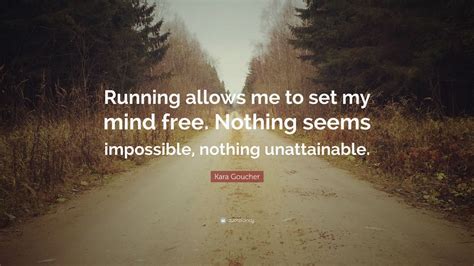 Running allows me to set my
mind free. Nothing seems
impossible, nothing unattainable.
Kara Goucher
quotefancy